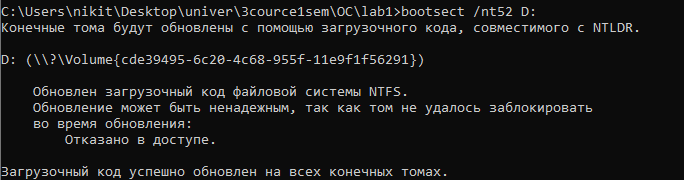 C:\Users\nikit\Desktop\univer\3cource1sem\OC\lab1>bootsect /nt52 D:
Конечные тома будут обновлены с помощью загрузочного кода, совместимого с NTLDR.
D: (\\?\Volume{cde39495-6c20-4c68-955f-11e9f1f56291})
Обновлен загрузочный код файловой системы NTFS.
Обновление может быть ненадежным, так как том не удалось заблокировать
во время обновления:
Отказано в доступе.
Загрузочный код успешно обновлен на всех конечных томах.